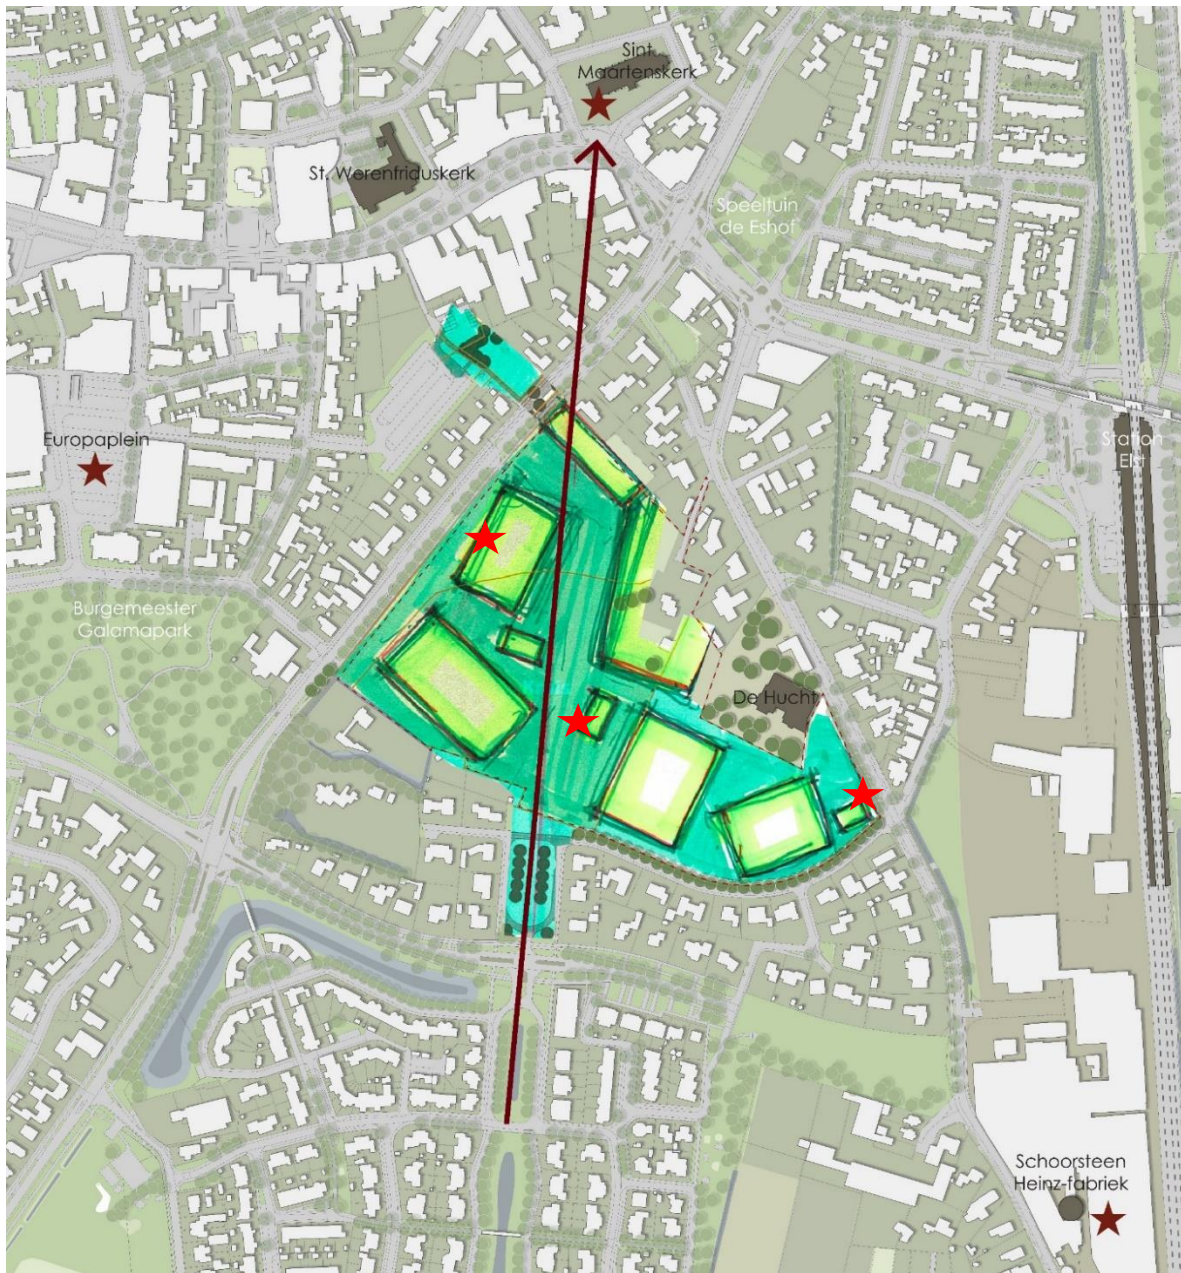 Sint
Maartenskerk
St. Werenfriduskerk
Speeltuin
de Eshof
Europaplein
Station
Elst
Burgemeester
Galamapark
De Hucht
Schoorsteen
Heinz-fabriek